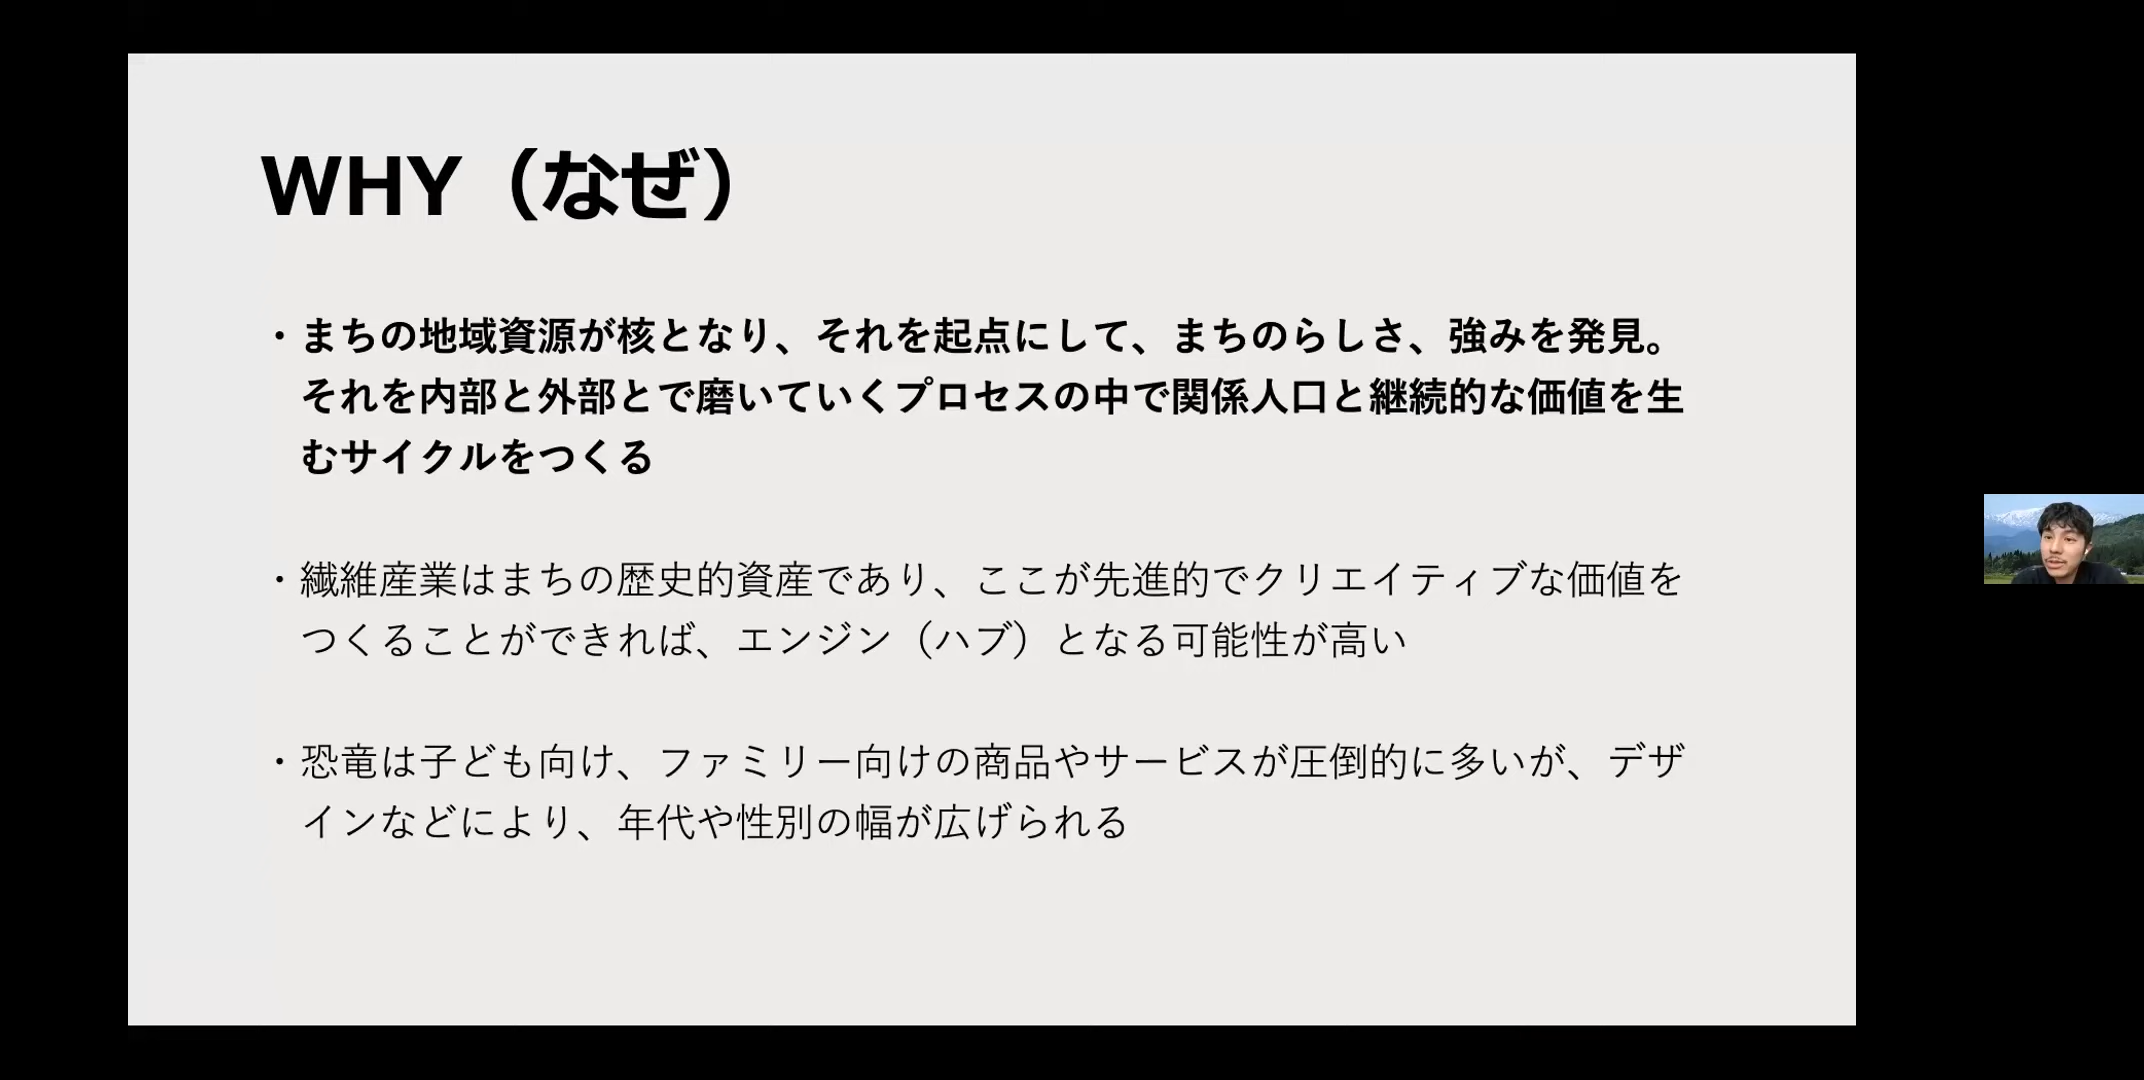 WHY（なぜ）
・まちの地域資源が核となり、それを起点にして、まちのらしさ、強みを発見。
それを内部と外部とで磨いていくプロセスの中で関係人口と継続的な価値を生
むサイクルをつくる
・繊維産業はまちの歴史的資産であり、ここが先進的でクリエイティブな価値を
つくることができれば、エンジン（ハブ）となる可能性が高い
・恐竜は子ども向け、ファミリー向けの商品やサービスが圧倒的に多いが、デザ
インなどにより、年代や性別の幅が広げられる